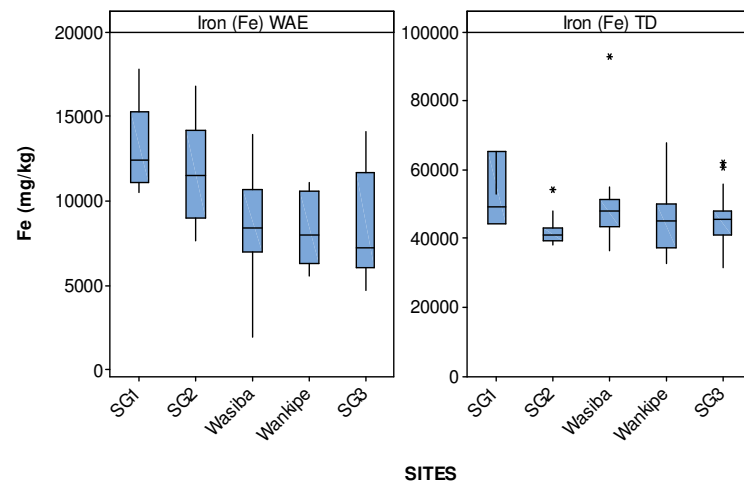 Iron (Fe) WAE
Iron (Fe) TD
Fe (mg/kg)
20000
15000
10000
5000
0
100000
80000
60000
40000
20000
0
SG1
SG2
Wasiba
Wankipe
SG3
SG1
SG2
Wasiba
Wankipe
SG3
SITES